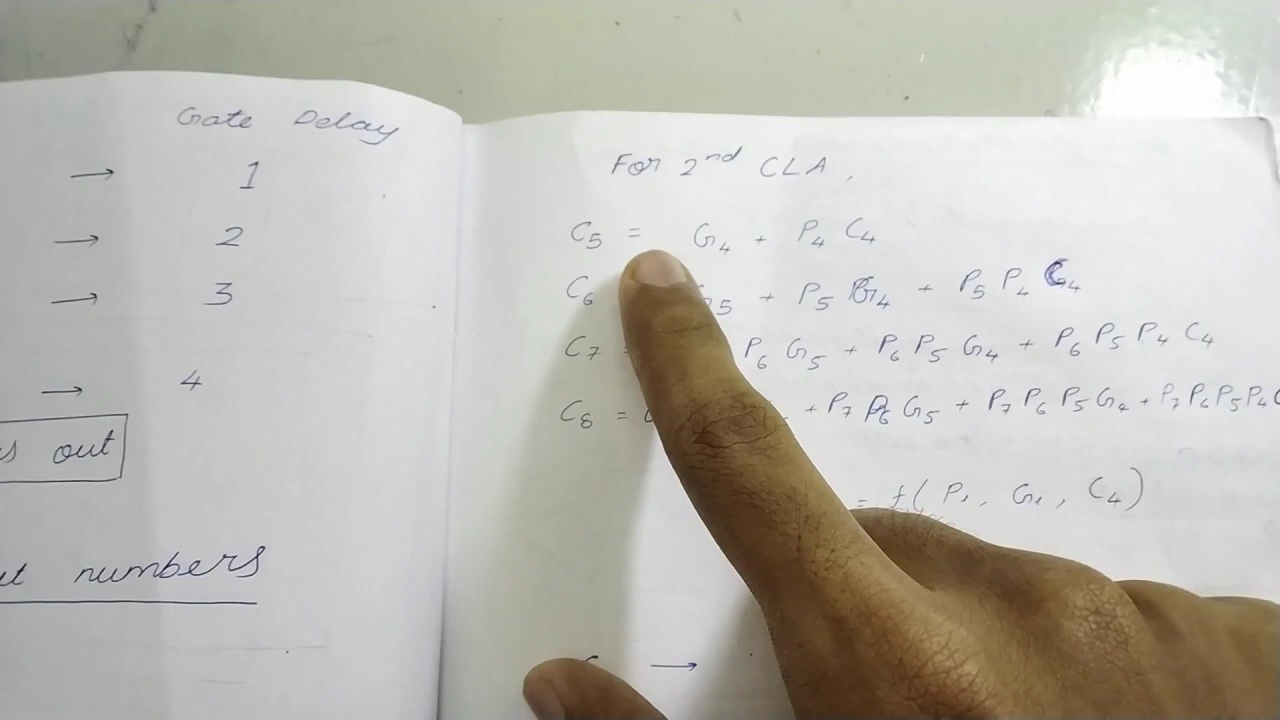 Gate Delay
→ 1
→ 2
→ 3
→ 4
out
numbers
For 2nd CLA,
C5 = G4 + P4 C4
C6 G5 + P5 G4 + P5 P4 C4
C7 = P6 G5 + P6 P5 G4 + P6 P5 P4 C4
C8 = + P7 P6 G5 + P7 P6 P5 G4 + P7 P6 P5 P4 C
= f( Pi, Gi, C4 )
→